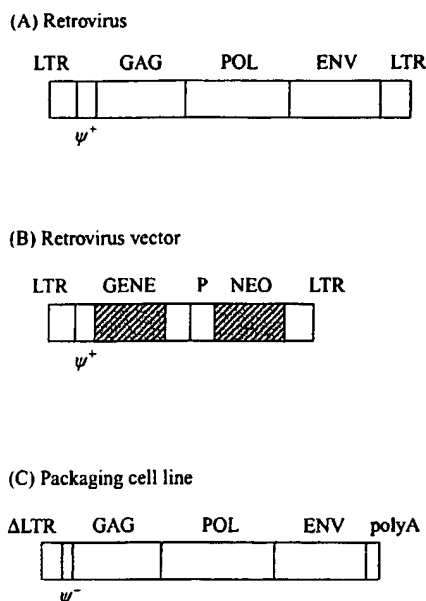 (A) Retrovirus
LTR GAG POL ENV LTR
ψ+
(B) Retrovirus vector
LTR GENE P NEO LTR
ψ+
(C) Packaging cell line
ΔLTR GAG POL ENV polyA
ψ-